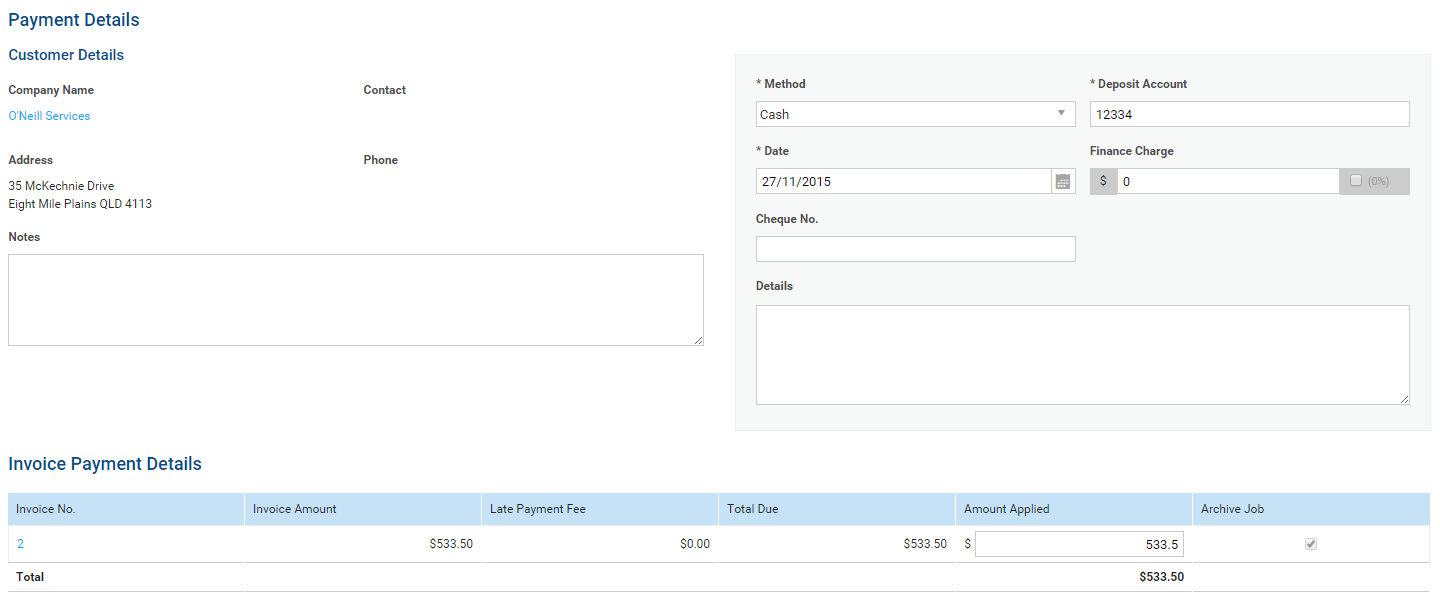 Payment Details
Customer Details
Company Name Contact
O'Neill Services
Address Phone
35 McKechnie Drive
Eight Mile Plains QLD 4113
Notes
* Method * Deposit Account
Cash 12334
* Date Finance Charge
27/11/2015 $ 0 (0%)
Cheque No.
Details
Invoice Payment Details
Invoice No. Invoice Amount Late Payment Fee Total Due Amount Applied Archive Job
2 $533.50 $0.00 $533.50 $ 533.5
Total $533.50